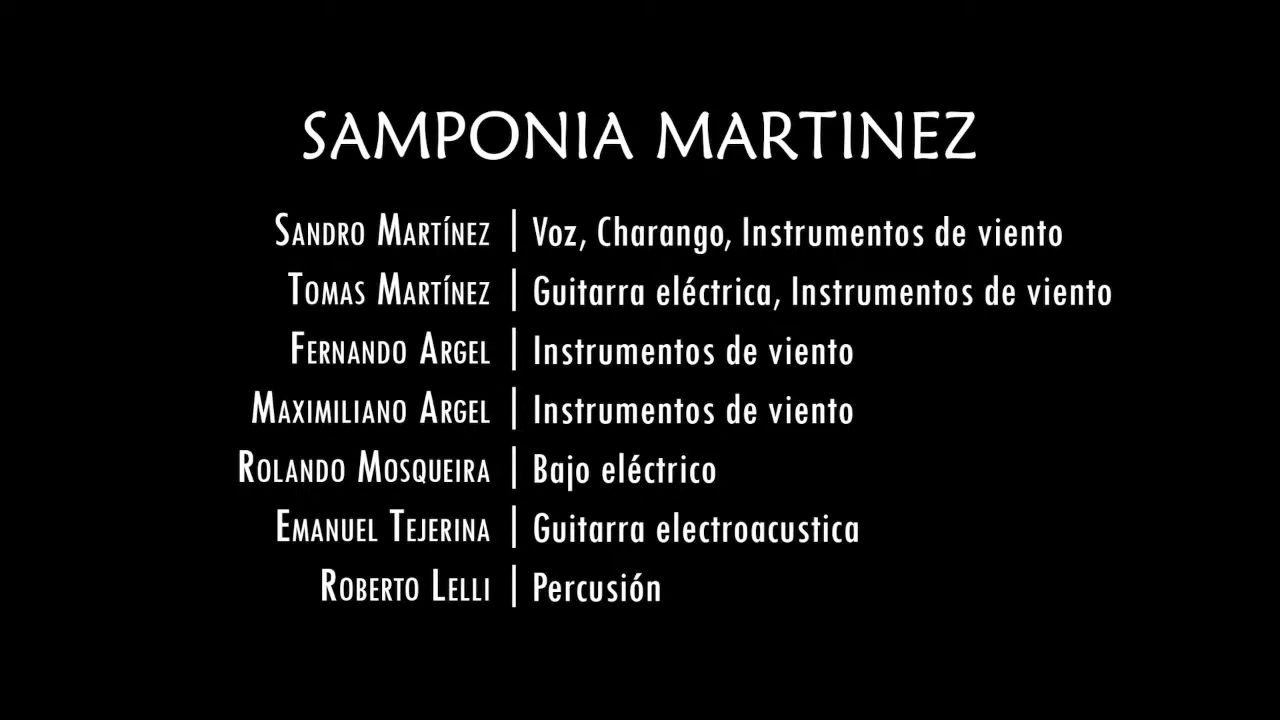 SAMPONIA MARTINEZ
SANDRO MARTÍNEZ | Voz, Charango, Instrumentos de viento
TOMAS MARTÍNEZ | Guitarra eléctrica, Instrumentos de viento
FERNANDO ARGEL | Instrumentos de viento
MAXIMILIANO ARGEL | Instrumentos de viento
ROLANDO MOSQUEIRA | Bajo eléctrico
EMANUEL TEJERINA | Guitarra electroacustica
ROBERTO LELLI | Percusión